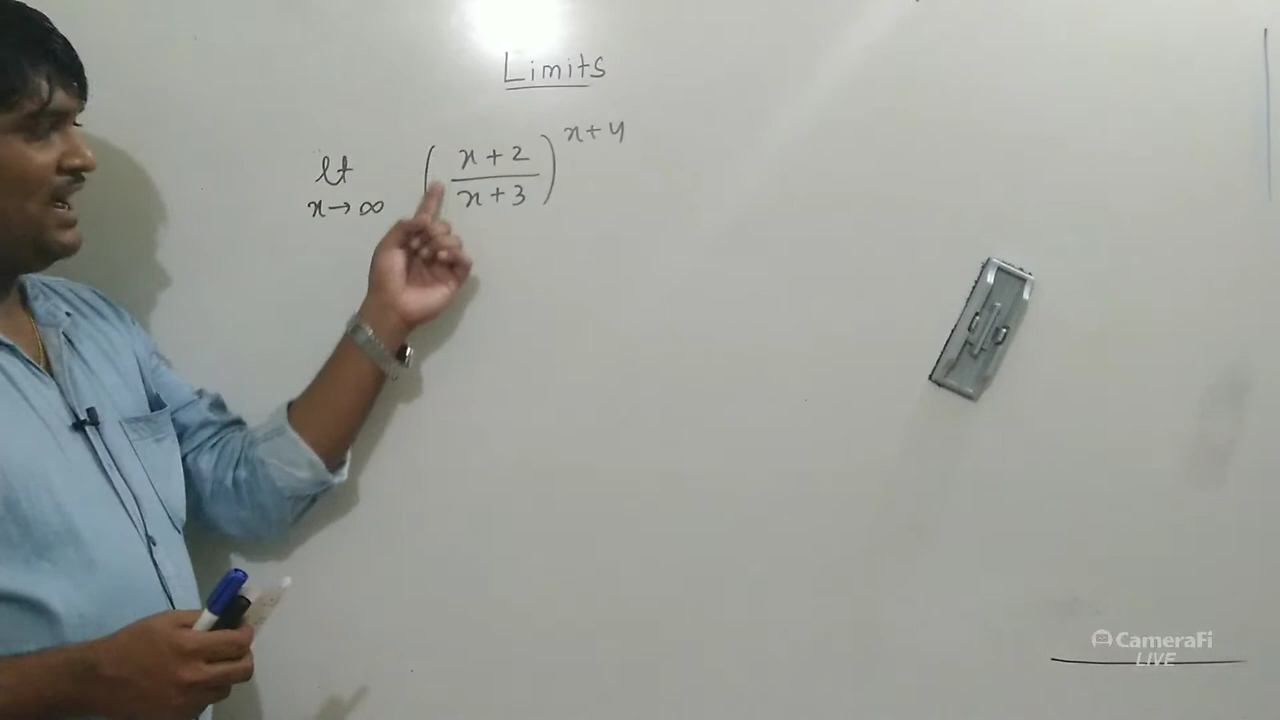 Limits
lt
x→∞
( x+2 / x+3 )^x+4
CameraFi
LIVE